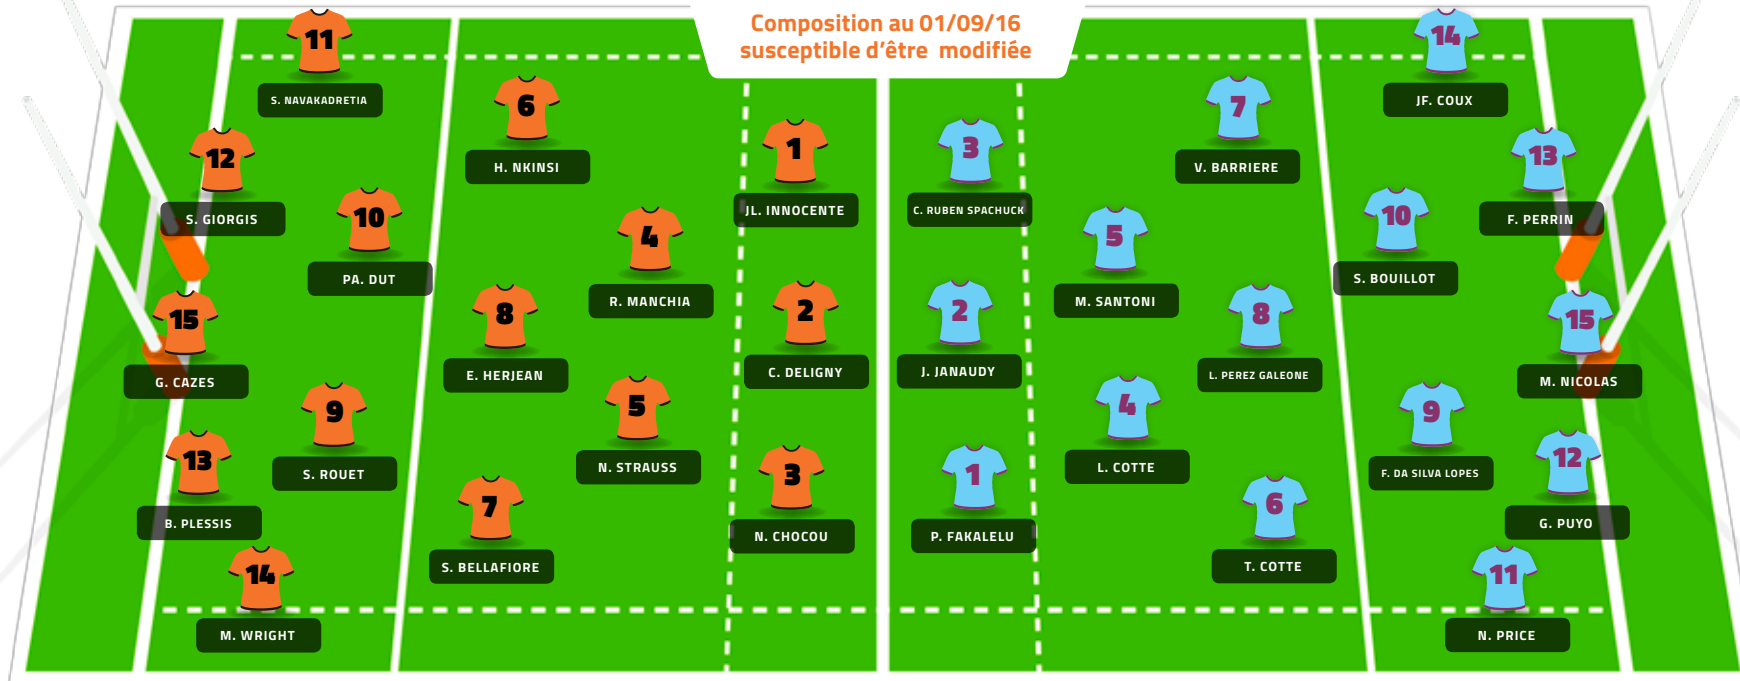 Composition au 01/09/16
susceptible d'être modifiée
11
S. NAVAKADRETIA
12
S. GIORGIS
10
PA. DUT
15
G. CAZES
9
S. ROUET
13
B. PLESSIS
14
M. WRIGHT
6
H. NKINSI
4
R. MANCHIA
8
E. HERJEAN
5
N. STRAUSS
7
S. BELLAFIORE
1
JL. INNOCENTE
2
C. DELIGNY
3
N. CHOCOU
3
C. RUBEN SPACHUCK
2
J. JANAUDY
1
P. FAKALELU
7
V. BARRIERE
5
M. SANTONI
8
L. PEREZ GALEONE
4
L. COTTE
6
T. COTTE
14
JF. COUX
13
F. PERRIN
10
S. BOUILLOT
15
M. NICOLAS
9
F. DA SILVA LOPES
12
G. PUYO
11
N. PRICE